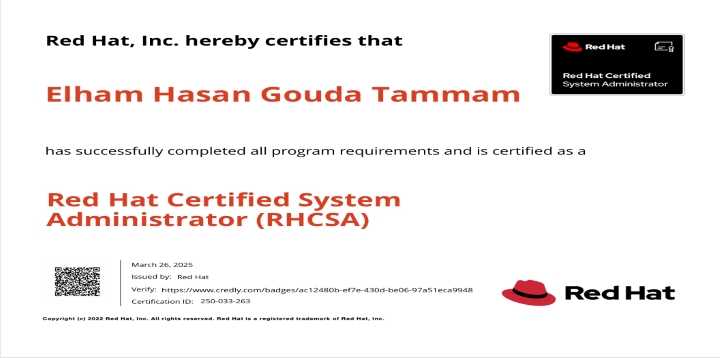 Red Hat, Inc. hereby certifies that
Red Hat
Red Hat Certified
System Administrator
Elham Hasan Gouda Tammam
has successfully completed all program requirements and is certified as a
Red Hat Certified System
Administrator (RHCSA)
March 26, 2025
Issued by: Red Hat
Verify: https://www.credly.com/badges/ac12480b-ef7e-430d-be06-97a51eca9948
Certification ID: 250-033-263
Red Hat
Copyright (c) 2022 Red Hat, Inc. All rights reserved. Red Hat is a registered trademark of Red Hat, Inc.